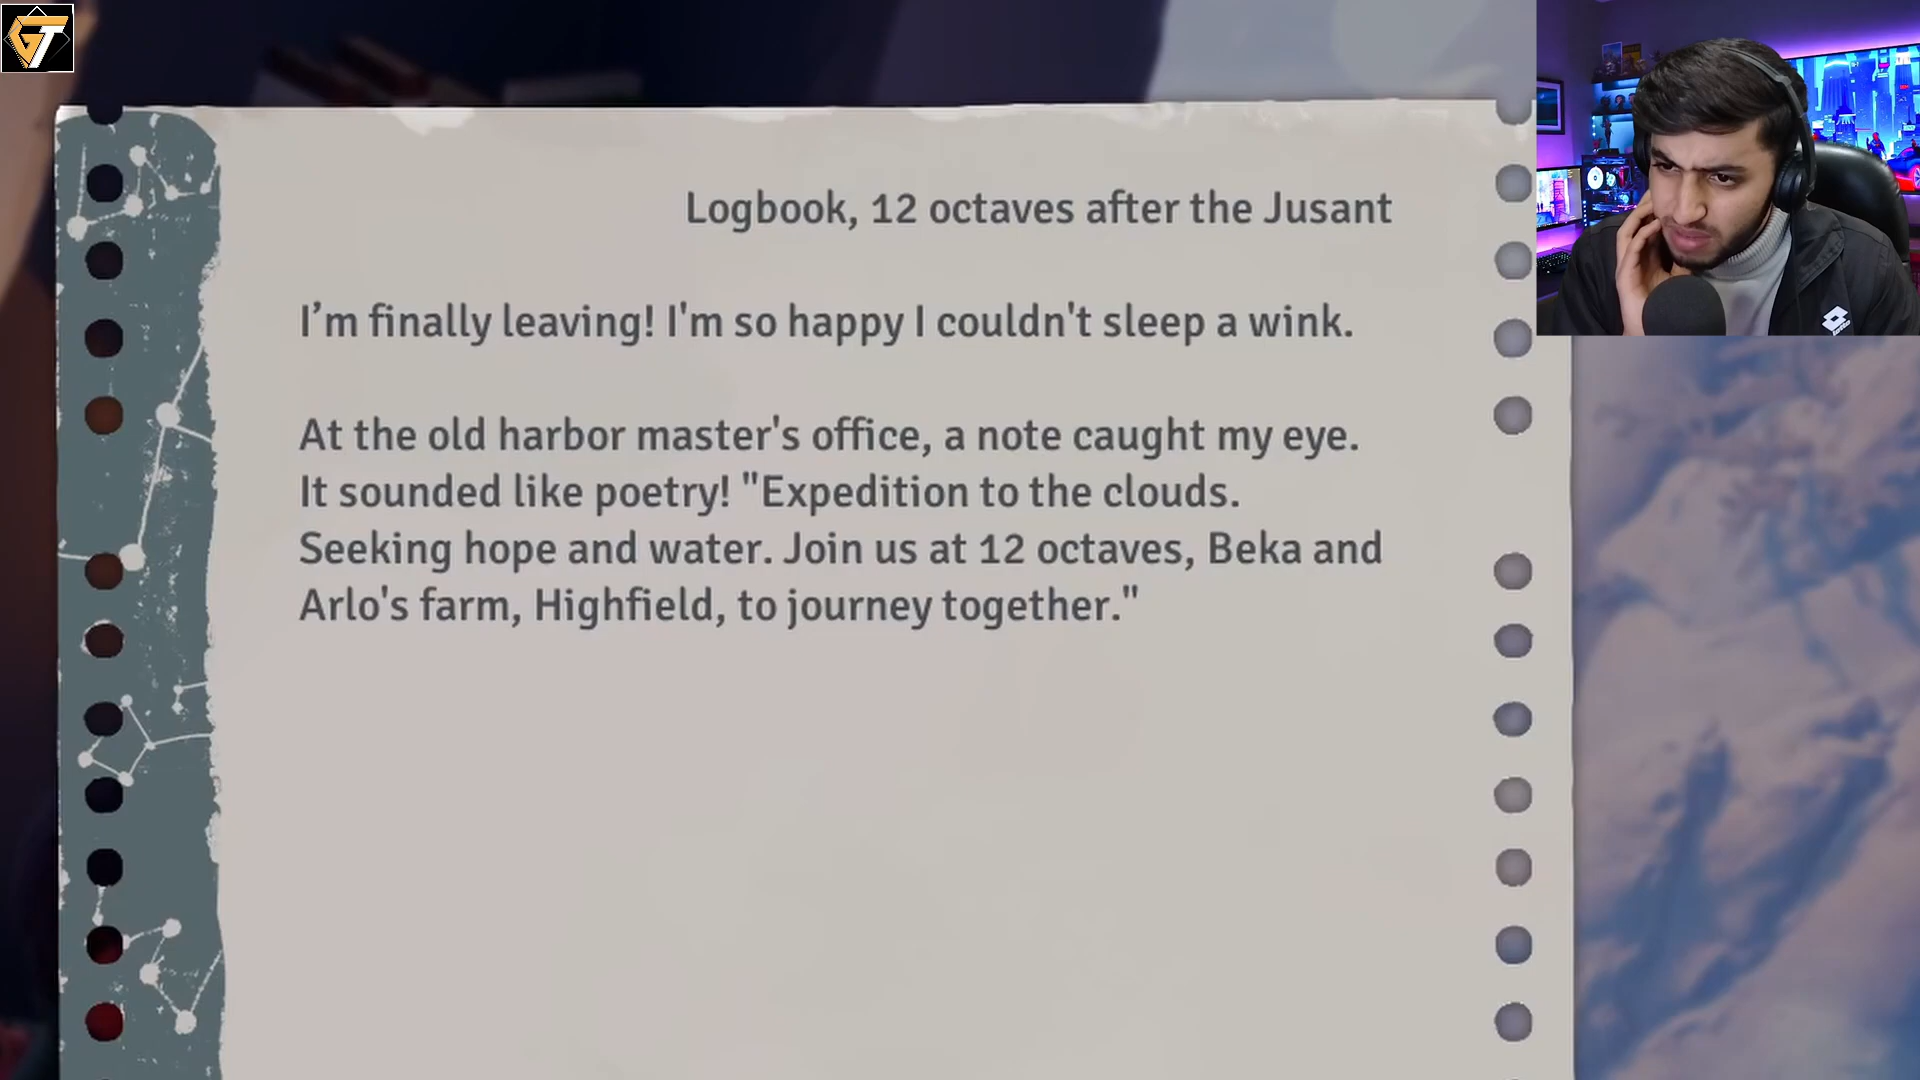 GT
Logbook, 12 octaves after the Jusant
I’m finally leaving! I'm so happy I couldn't sleep a wink.
At the old harbor master's office, a note caught my eye.
It sounded like poetry! "Expedition to the clouds.
Seeking hope and water. Join us at 12 octaves, Beka and
Arlo's farm, Highfield, to journey together."
lotto